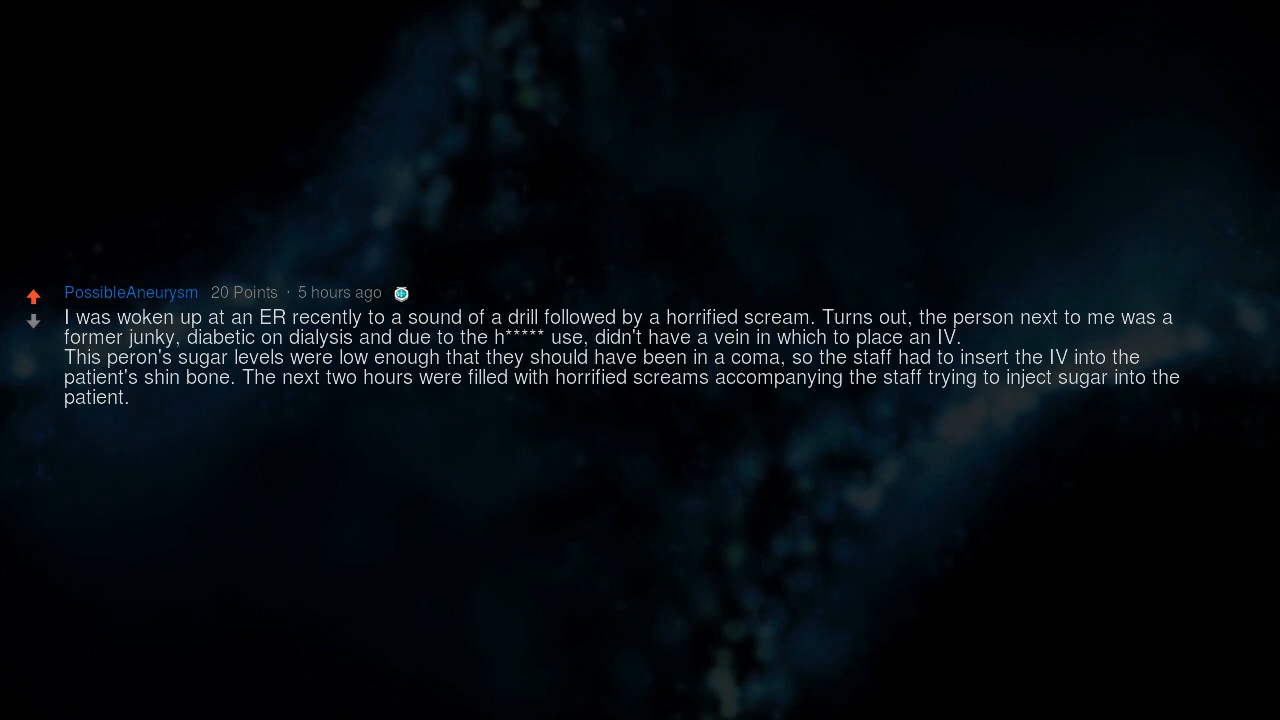 PossibleAneurysm 20 Points · 5 hours ago
I was woken up at an ER recently to a sound of a drill followed by a horrified scream. Turns out, the person next to me was a
former junky, diabetic on dialysis and due to the h***** use, didn't have a vein in which to place an IV.
This peron's sugar levels were low enough that they should have been in a coma, so the staff had to insert the IV into the
patient's shin bone. The next two hours were filled with horrified screams accompanying the staff trying to inject sugar into the
patient.